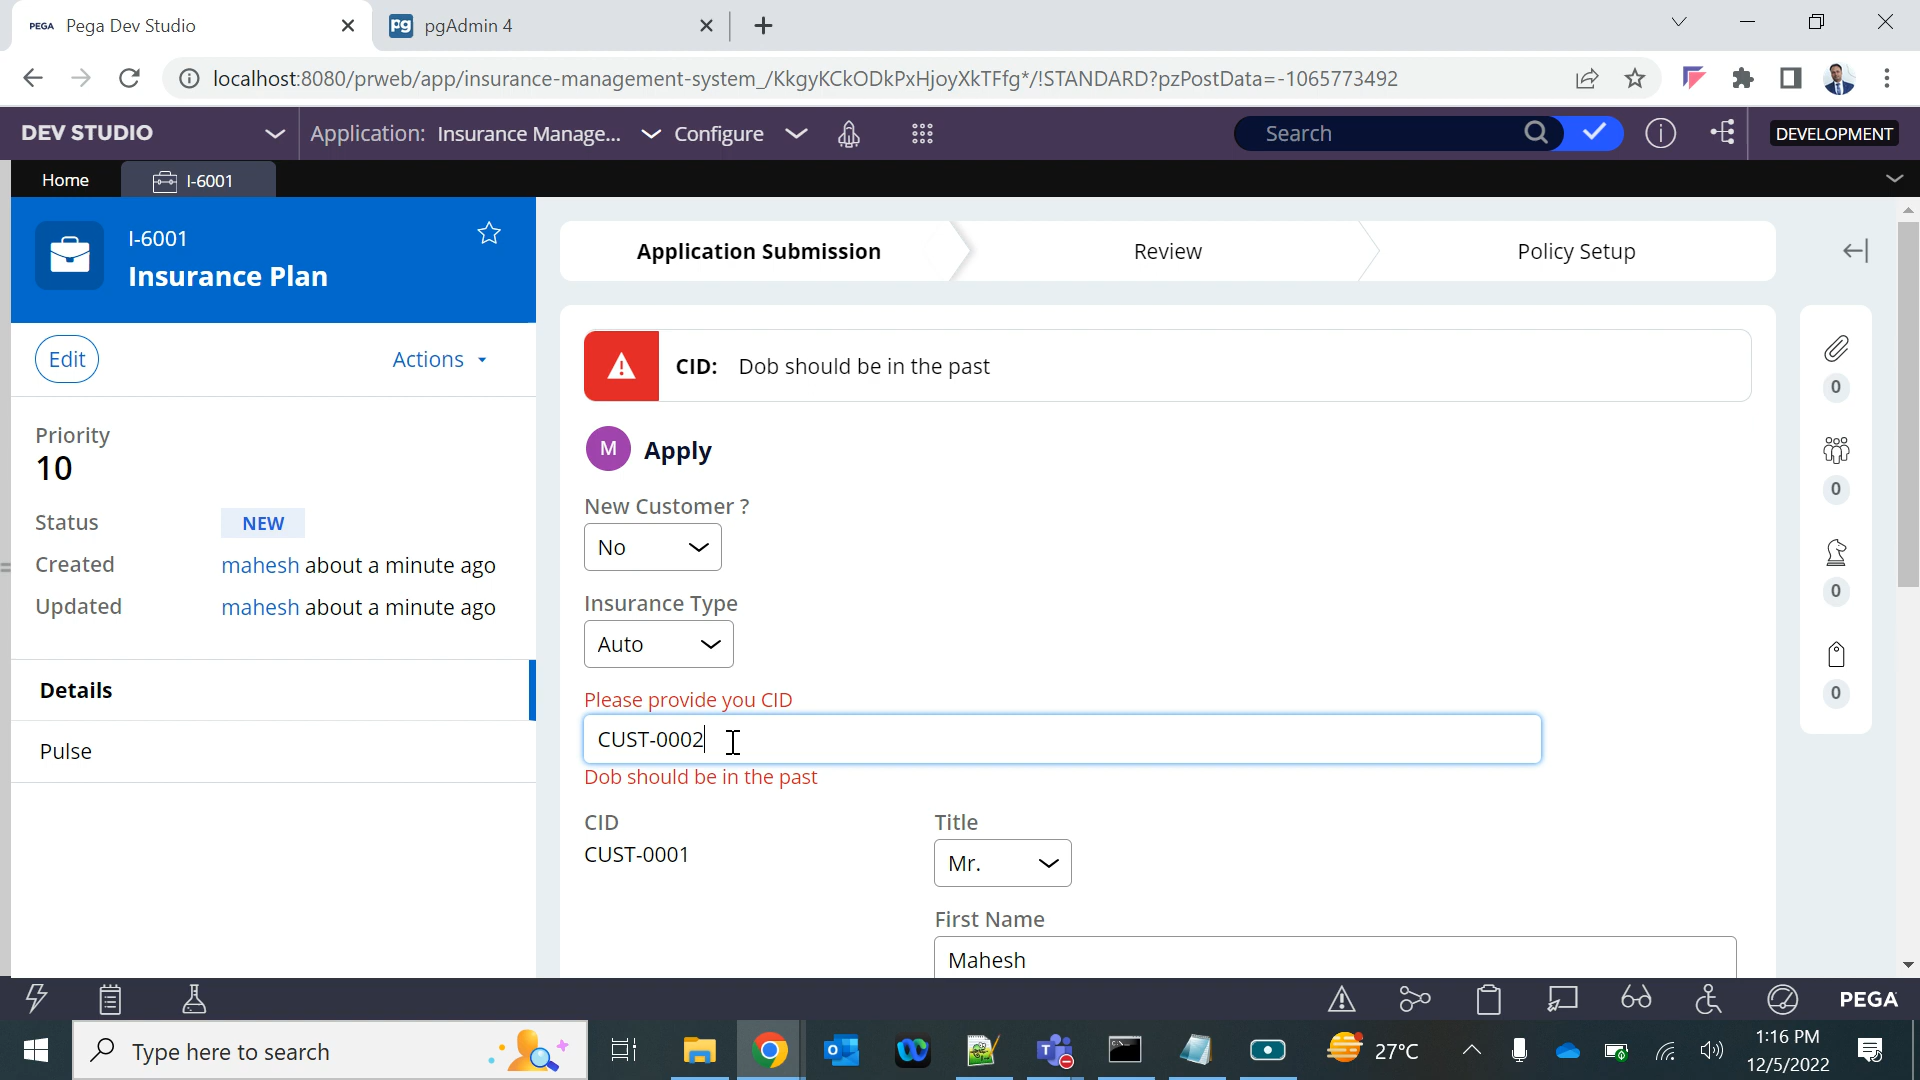 PEGA Pega Dev Studio
pg pgAdmin 4
localhost:8080/prweb/app/insurance-management-system_/KkgyKCkODkPxHjoyXkTFfg*/!STANDARD?pzPostData=-1065773492
DEV STUDIO
Application: Insurance Manage...
Configure
Search
DEVELOPMENT
Home
I-6001
I-6001
Insurance Plan
Edit
Actions
Priority
10
Status NEW
Created mahesh about a minute ago
Updated mahesh about a minute ago
Details
Pulse
Application Submission
Review
Policy Setup
CID: Dob should be in the past
M Apply
New Customer ?
No
Insurance Type
Auto
Please provide you CID
CUST-0002
Dob should be in the past
CID
CUST-0001
Title
Mr.
First Name
Mahesh
0
0
0
0
PEGA
Type here to search
27°C
1:16 PM
12/5/2022